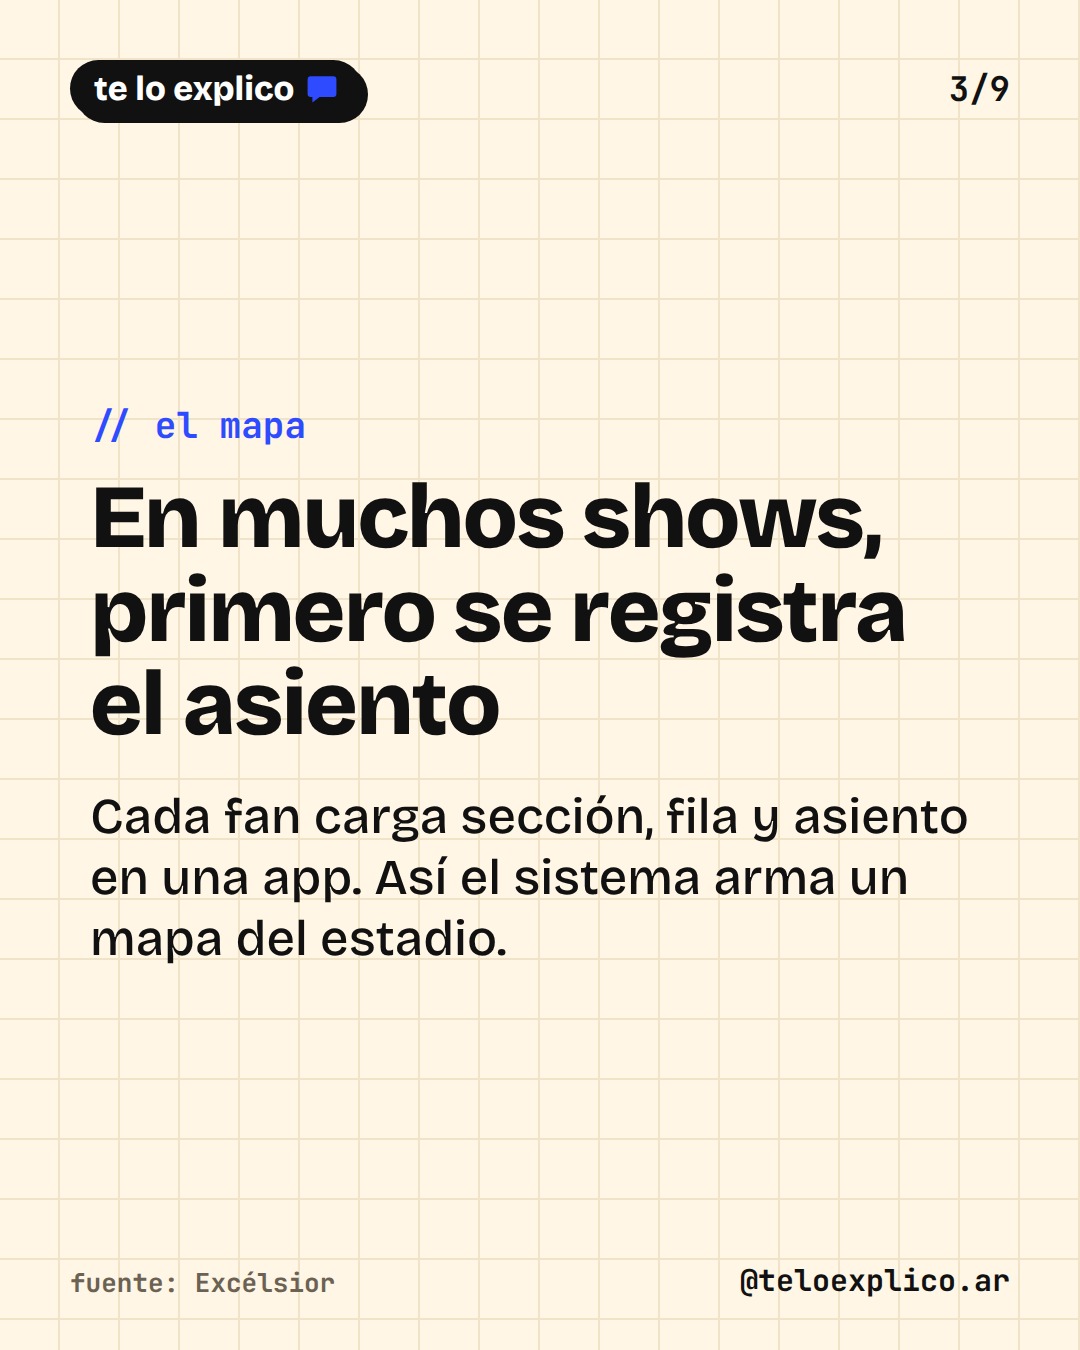 te lo explico
3/9
// el mapa
En muchos shows,
primero se registra
el asiento
Cada fan carga sección, fila y asiento
en una app. Así el sistema arma un
mapa del estadio.
fuente: Excélsior
@teloexplico.ar